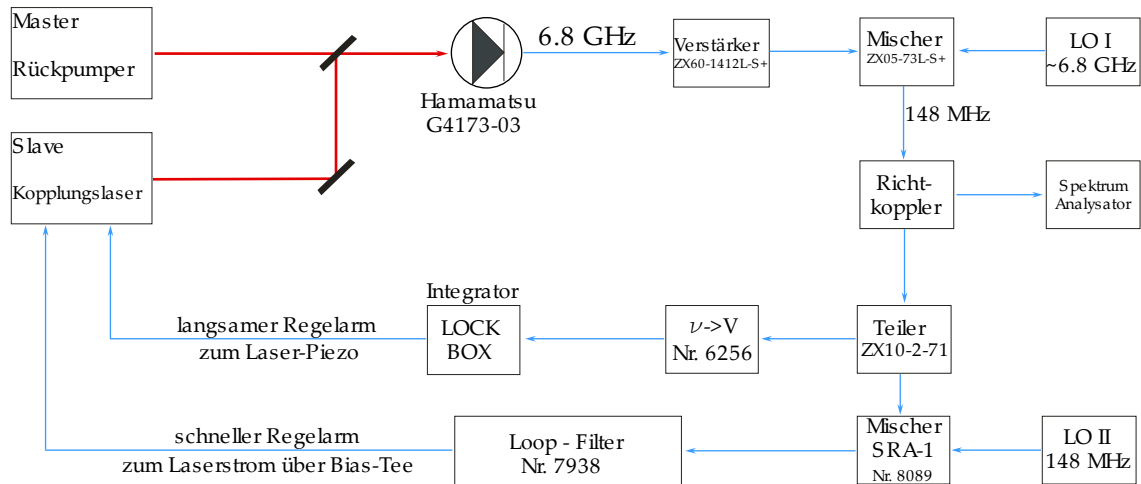 Master
Rückpumper
6.8 GHz
Verstärker
ZX60-1412L-S+
Mischer
ZX05-73L-S+
LO I
~6.8 GHz
Hamamatsu
G4173-03
148 MHz
Slave
Kopplungslaser
Richt-
koppler
Spektrum
Analysator
Integrator
langsamer Regelarm
zum Laser-Piezo
LOCK
BOX
ν->V
Nr. 6256
Teiler
ZX10-2-71
schneller Regelarm
zum Laserstrom über Bias-Tee
Loop - Filter
Nr. 7938
Mischer
SRA-1
Nr. 8089
LO II
148 MHz